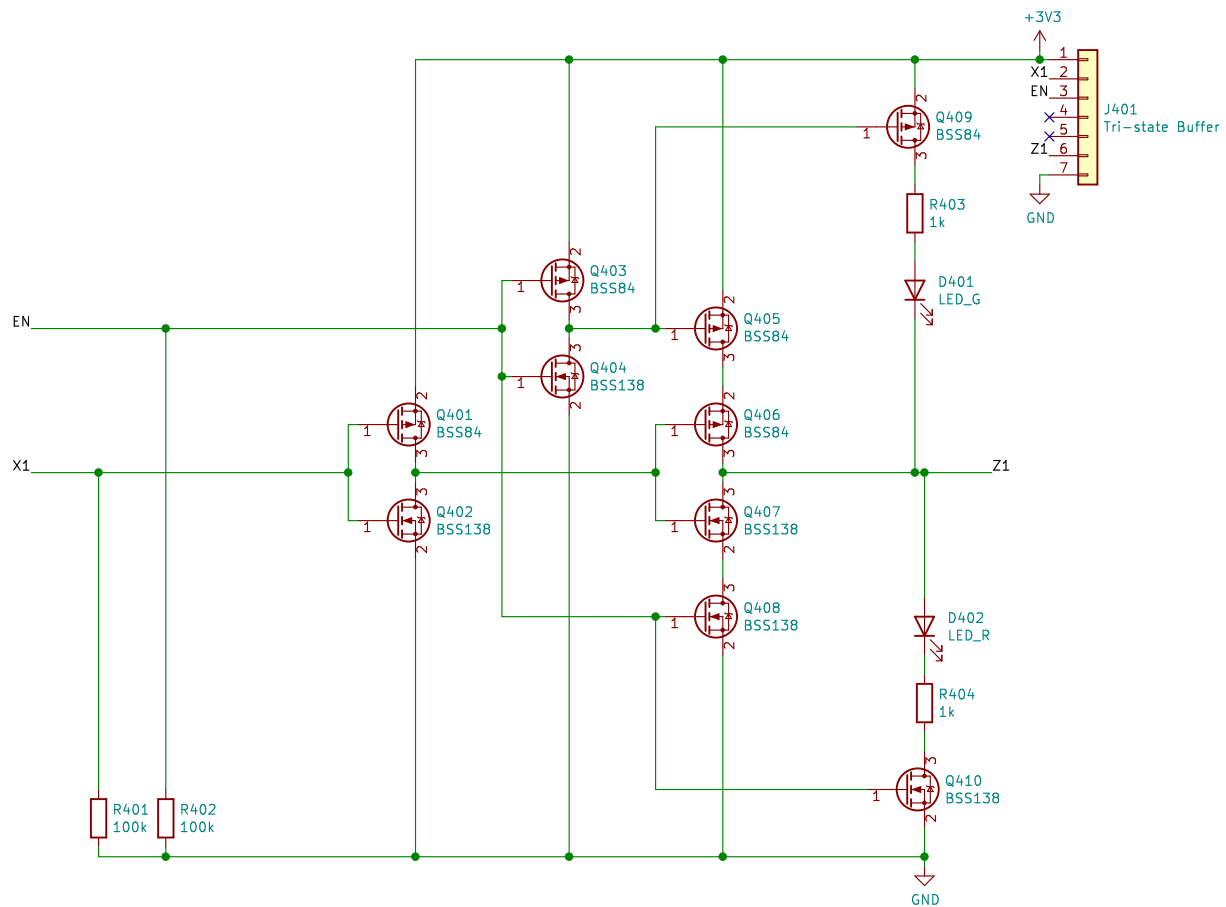 +3V3
1
X1 2
EN 3
4
5
Z1 6
7
J401
Tri-state Buffer
GND
2
1
3
Q409
BSS84
R403
1k
D401
LED_G
2
1
3
Q403
BSS84
EN
3
1
2
Q404
BSS138
2
1
3
Q405
BSS84
2
1
3
Q401
BSS84
2
1
3
Q406
BSS84
X1
Z1
3
1
2
Q402
BSS138
3
1
2
Q407
BSS138
3
1
2
Q408
BSS138
D402
LED_R
R404
1k
3
1
2
Q410
BSS138
R401
100k
R402
100k
GND